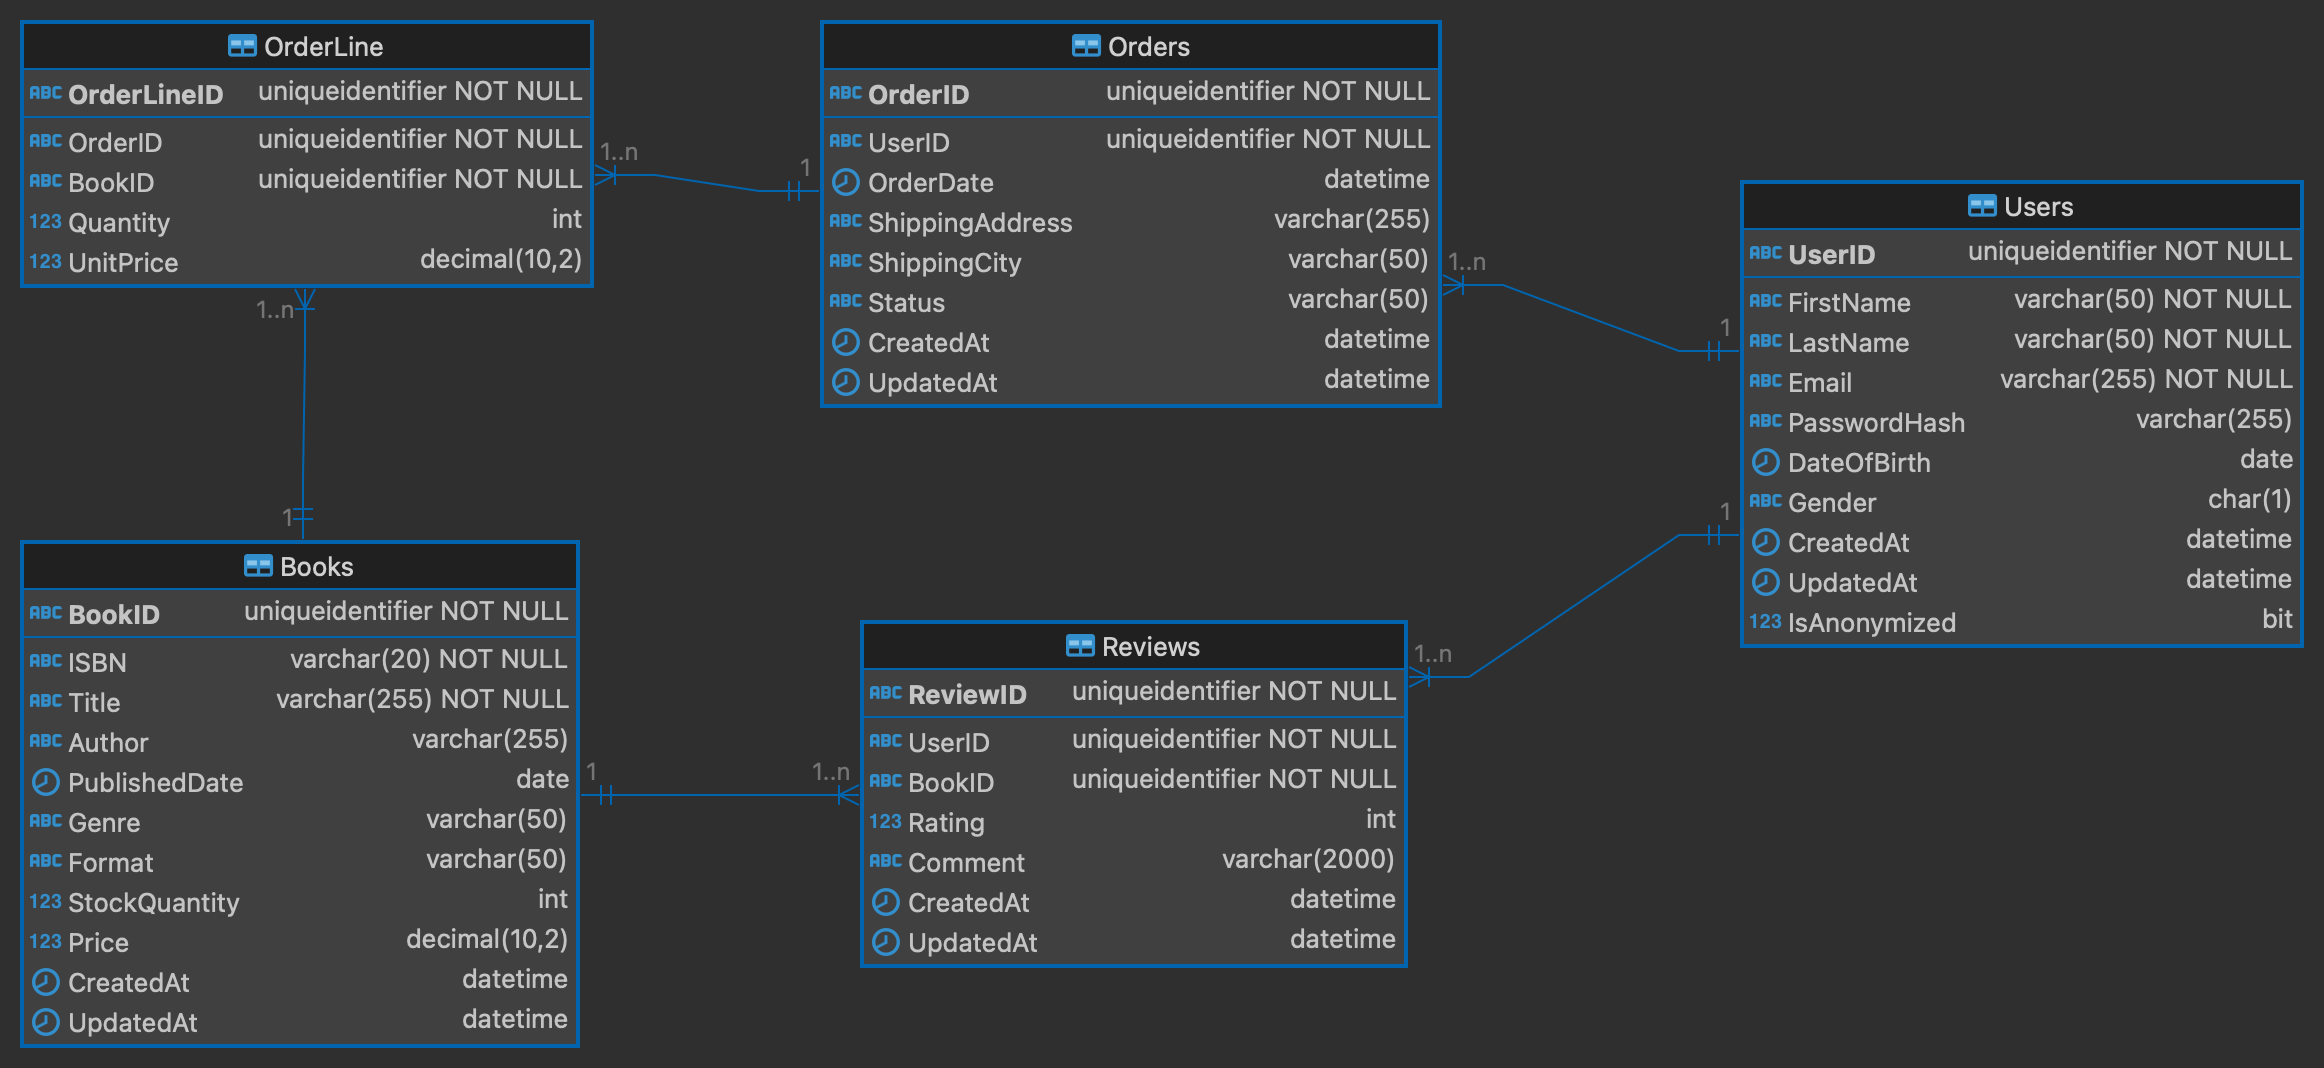 OrderLine
ABC OrderLineID uniqueidentifier NOT NULL
ABC OrderID uniqueidentifier NOT NULL
ABC BookID uniqueidentifier NOT NULL
123 Quantity int
123 UnitPrice decimal(10,2)
1..n
1
Orders
ABC OrderID uniqueidentifier NOT NULL
ABC UserID uniqueidentifier NOT NULL
OrderDate datetime
ABC ShippingAddress varchar(255)
ABC ShippingCity varchar(50)
ABC Status varchar(50)
CreatedAt datetime
UpdatedAt datetime
1..n
1
Users
ABC UserID uniqueidentifier NOT NULL
ABC FirstName varchar(50) NOT NULL
ABC LastName varchar(50) NOT NULL
ABC Email varchar(255) NOT NULL
ABC PasswordHash varchar(255)
DateOfBirth date
ABC Gender char(1)
CreatedAt datetime
UpdatedAt datetime
123 IsAnonymized bit
1..n
1
Books
ABC BookID uniqueidentifier NOT NULL
ABC ISBN varchar(20) NOT NULL
ABC Title varchar(255) NOT NULL
ABC Author varchar(255)
PublishedDate date
ABC Genre varchar(50)
ABC Format varchar(50)
123 StockQuantity int
123 Price decimal(10,2)
CreatedAt datetime
UpdatedAt datetime
1
1..n
Reviews
ABC ReviewID uniqueidentifier NOT NULL
ABC UserID uniqueidentifier NOT NULL
ABC BookID uniqueidentifier NOT NULL
123 Rating int
ABC Comment varchar(2000)
CreatedAt datetime
UpdatedAt datetime
1..n
1